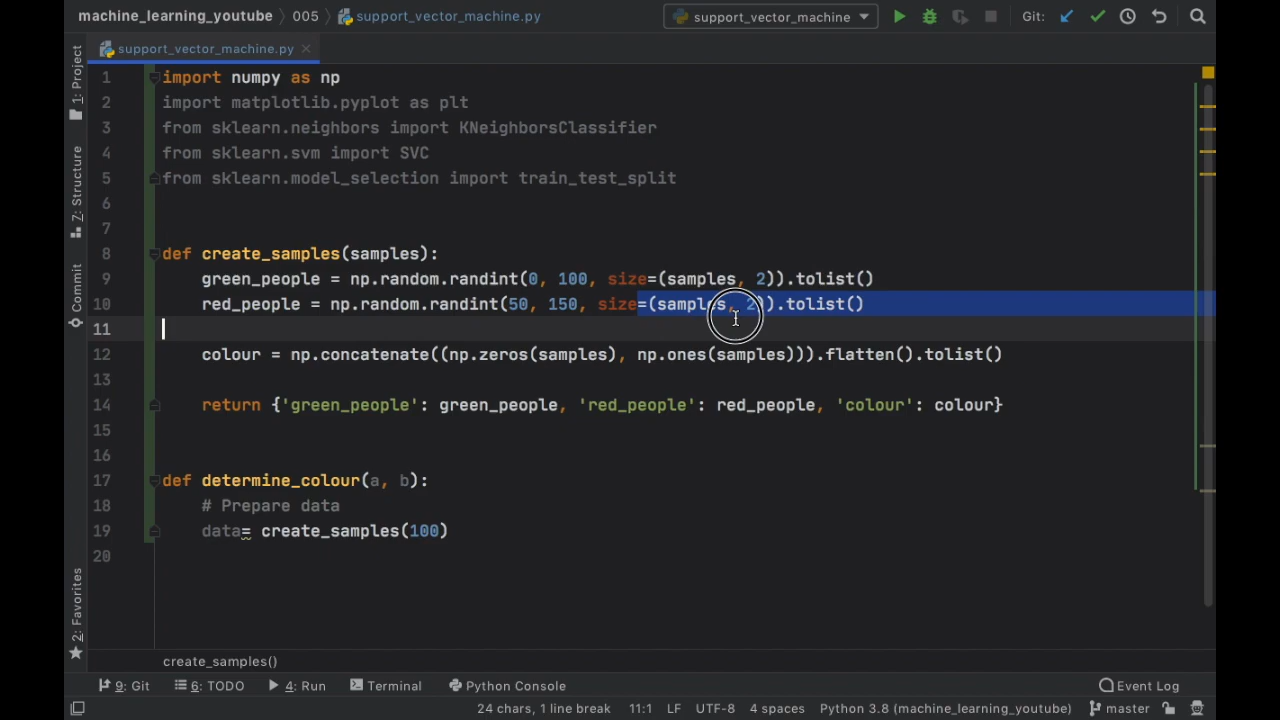 machine_learning_youtube 005 support_vector_machine.py support_vector_machine Git:
support_vector_machine.py
1 import numpy as np
2 import matplotlib.pyplot as plt
3 from sklearn.neighbors import KNeighborsClassifier
4 from sklearn.svm import SVC
5 from sklearn.model_selection import train_test_split
6
7
8 def create_samples(samples):
9 green_people = np.random.randint(0, 100, size=(samples, 2)).tolist()
10 red_people = np.random.randint(50, 150, size=(samples, 2)).tolist()
11
12 colour = np.concatenate((np.zeros(samples), np.ones(samples))).flatten().tolist()
13
14 return {'green_people': green_people, 'red_people': red_people, 'colour': colour}
15
16
17 def determine_colour(a, b):
18 # Prepare data
19 data= create_samples(100)
20
1: Project
7: Structure
Commit
2: Favorites
create_samples()
9: Git 6: TODO 4: Run Terminal Python Console Event Log
24 chars, 1 line break 11:1 LF UTF-8 4 spaces Python 3.8 (machine_learning_youtube) master